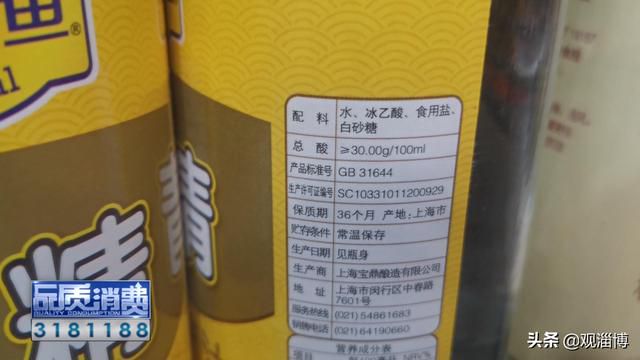 ®
配料 水、冰乙酸、食用盐、
白砂糖
总酸 ≥30.00g/100ml
产品标准号 GB 31644
生产许可证编号 SC10331011200929
保质期 36个月 产地:上海市
贮存条件 常温保存
生产日期 见瓶身
生产商 上海宝鼎酿造有限公司
地址 上海市闵行区中春路
7601号
服务热线 (021) 54861683
销售电话 (021) 64190660
营养成分表
精
精
品质消费
QUALITY CONSUMPTION
3181188
头条 @观淄博